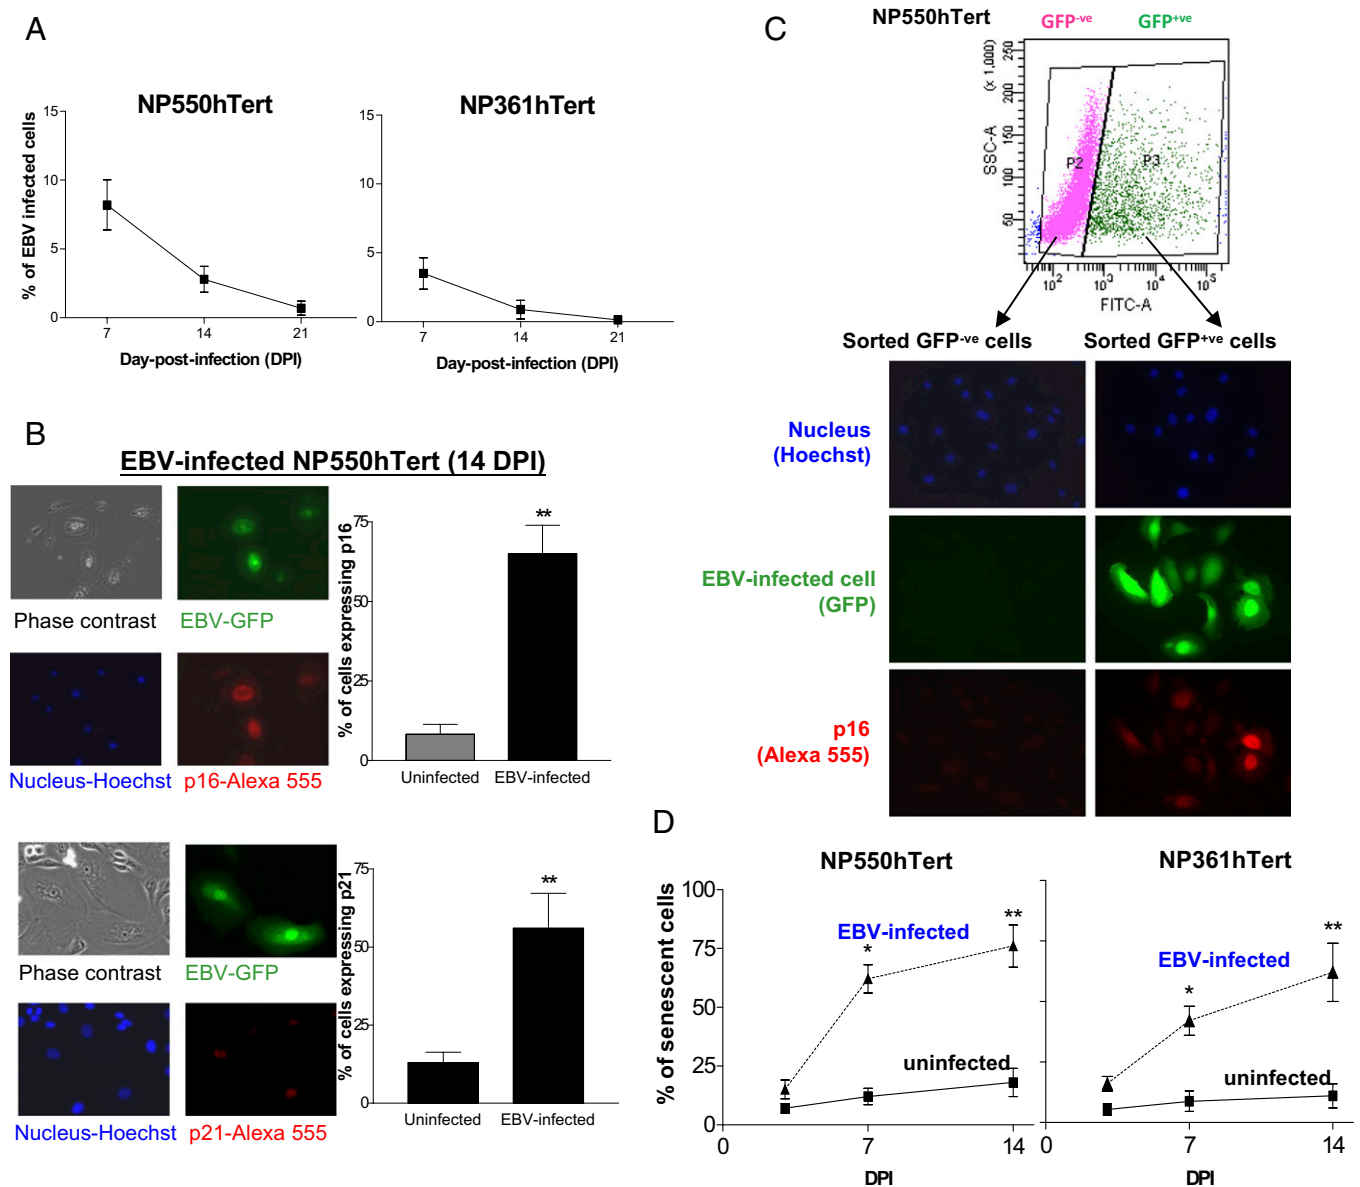 A
NP550hTert
NP361hTert
% of EBV infected cells
15
10
5
0
7
14
21
Day-post-infection (DPI)
15
10
5
0
7
14
21
Day-post-infection (DPI)
B
EBV-infected NP550hTert (14 DPI)
Phase contrast
EBV-GFP
Nucleus-Hoechst
p16-Alexa 555
% of cells expressing p16
75
50
25
0
**
Uninfected
EBV-infected
Phase contrast
EBV-GFP
Nucleus-Hoechst
p21-Alexa 555
% of cells expressing p21
75
50
25
0
**
Uninfected
EBV-infected
C
NP550hTert
GFP-ve
GFP+ve
SSC-A
(x 1,000)
250
200
150
100
50
P2
P3
10²
10³
10⁴
10⁵
FITC-A
Sorted GFP-ve cells
Sorted GFP+ve cells
Nucleus
(Hoechst)
EBV-infected cell
(GFP)
p16
(Alexa 555)
D
NP550hTert
NP361hTert
% of senescent cells
100
75
50
25
0
EBV-infected
*
**
uninfected
0
7
14
DPI
EBV-infected
*
**
uninfected
0
7
14
DPI